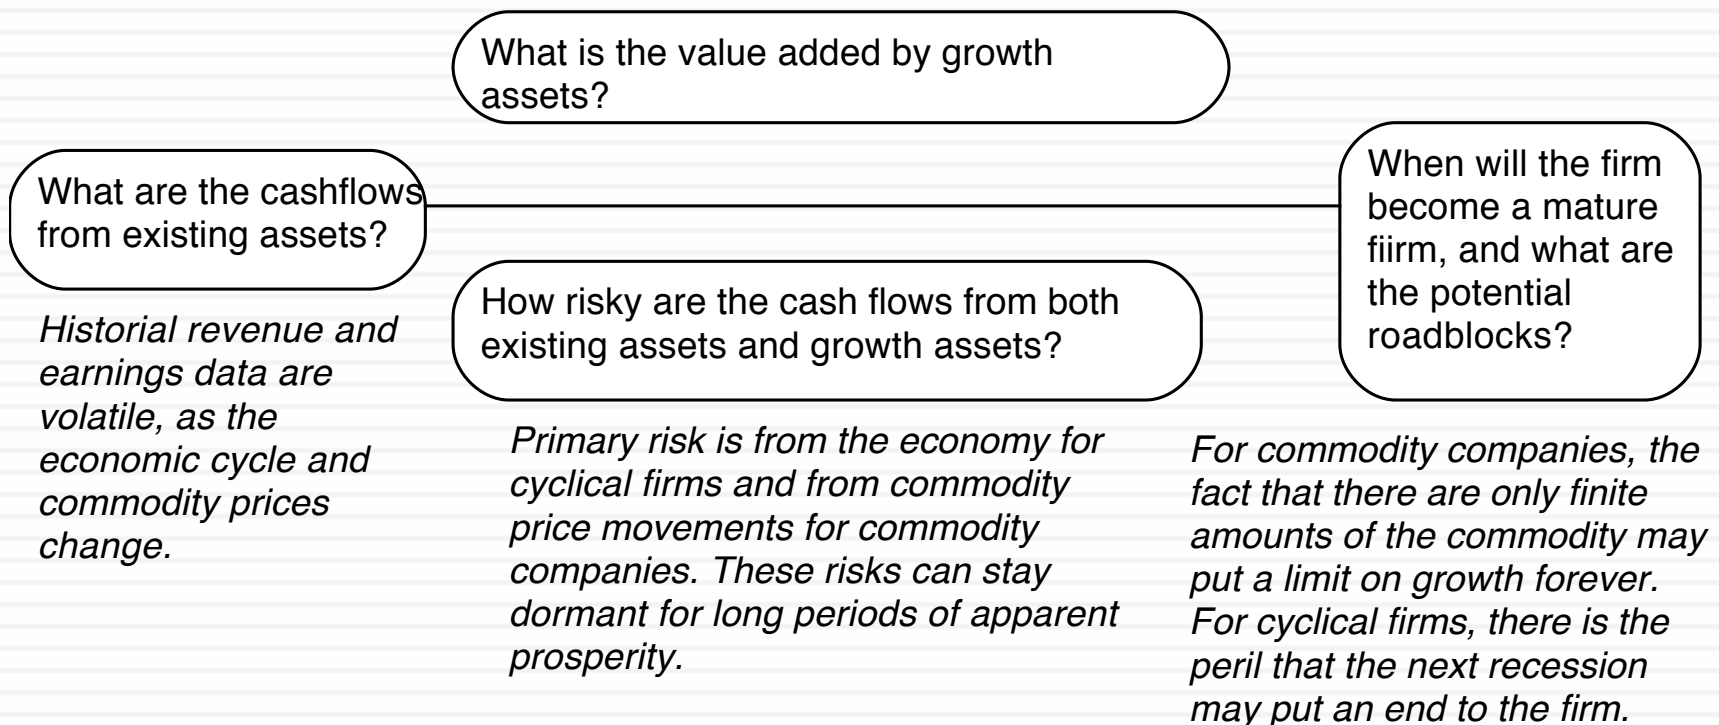 What is the value added by growth
assets?
What are the cashflows
from existing assets?
Historial revenue and
earnings data are
volatile, as the
economic cycle and
commodity prices
change.
How risky are the cash flows from both
existing assets and growth assets?
Primary risk is from the economy for
cyclical firms and from commodity
price movements for commodity
companies. These risks can stay
dormant for long periods of apparent
prosperity.
When will the firm
become a mature
fiirm, and what are
the potential
roadblocks?
For commodity companies, the
fact that there are only finite
amounts of the commodity may
put a limit on growth forever.
For cyclical firms, there is the
peril that the next recession
may put an end to the firm.